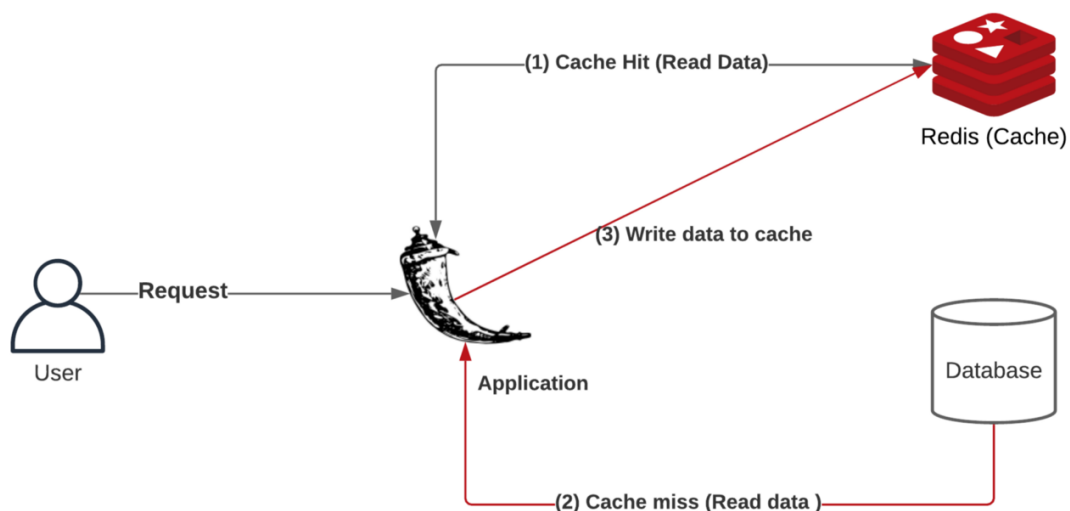 (1) Cache Hit (Read Data)
Redis (Cache)
(3) Write data to cache
Request
User
Application
Database
(2) Cache miss (Read data )